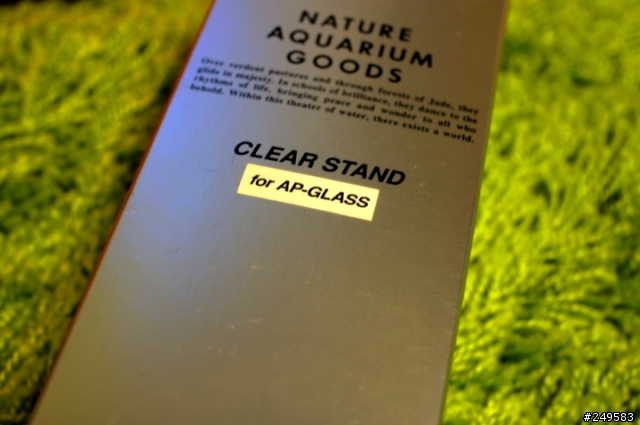 NATURE
AQUARIUM
GOODS
Over verdent pastures and through forests of Jade, they
glide in majesty. In schools of brilliance, they dance to the
rhythms of life, bringing peace and wonder to all who
behold. Within this theater of water, there exists a world.
CLEAR STAND
for AP-GLASS
#249583